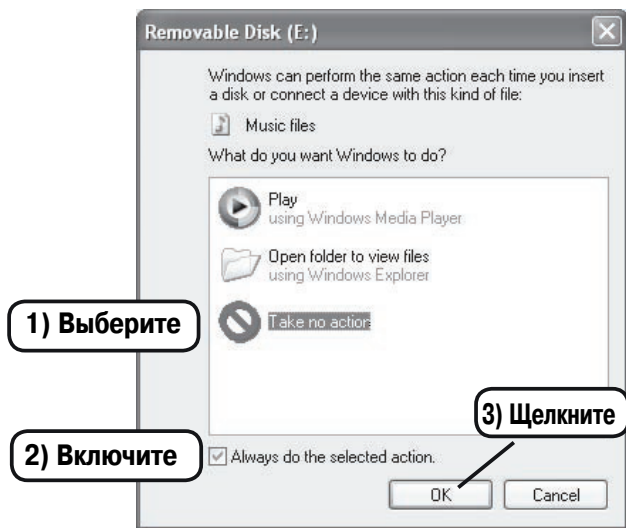 Removable Disk (E:)
Windows can perform the same action each time you insert
a disk or connect a device with this kind of file:
Music files
What do you want Windows to do?
Play
using Windows Media Player
Open folder to view files
using Windows Explorer
1) Выберите
Take no action
3) Щелкните
2) Включите
Always do the selected action.
OK
Cancel